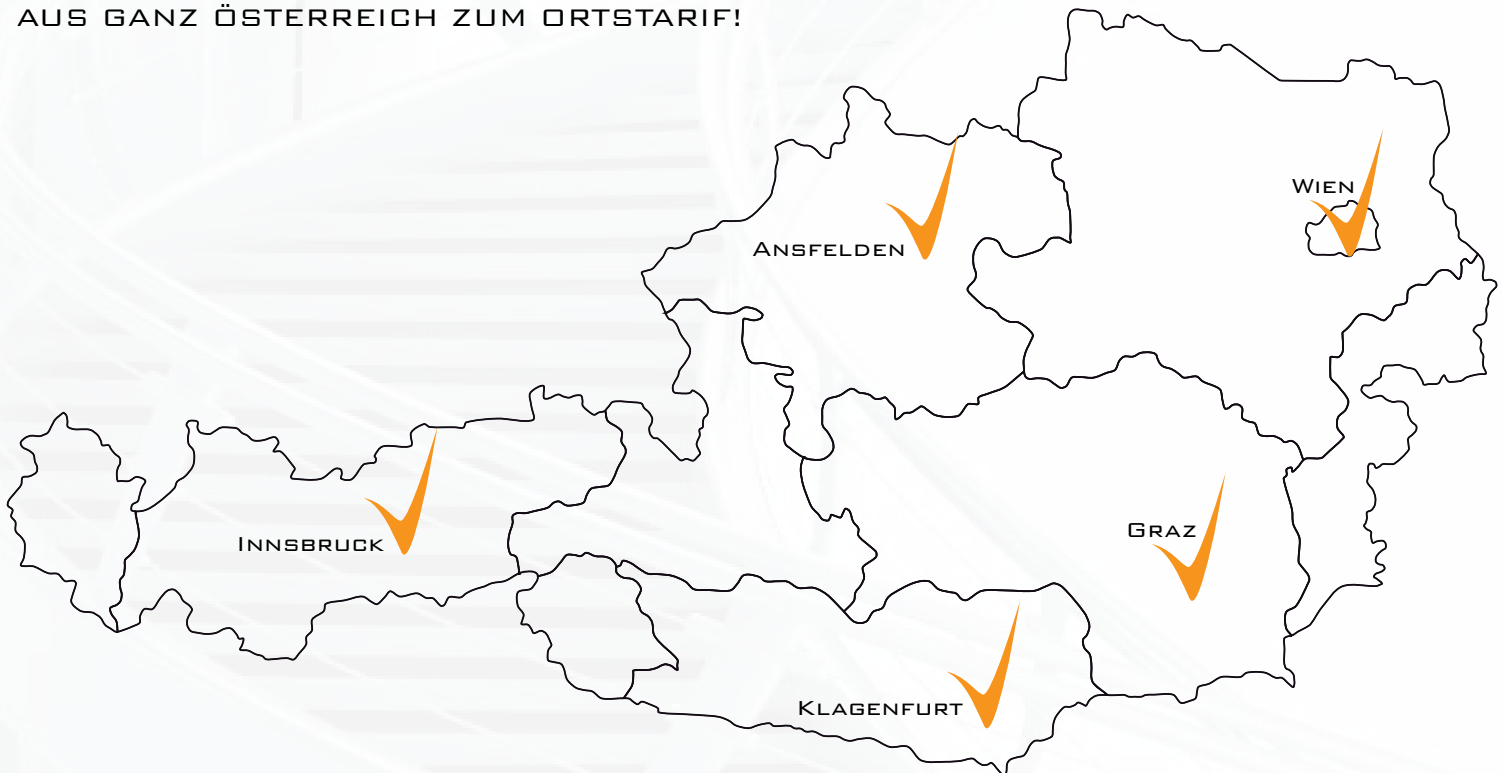 AUS GANZ ÖSTERREICH ZUM ORTSTARIF!
WIEN
ANSFELDEN
INNSBRUCK
GRAZ
KLAGENFURT